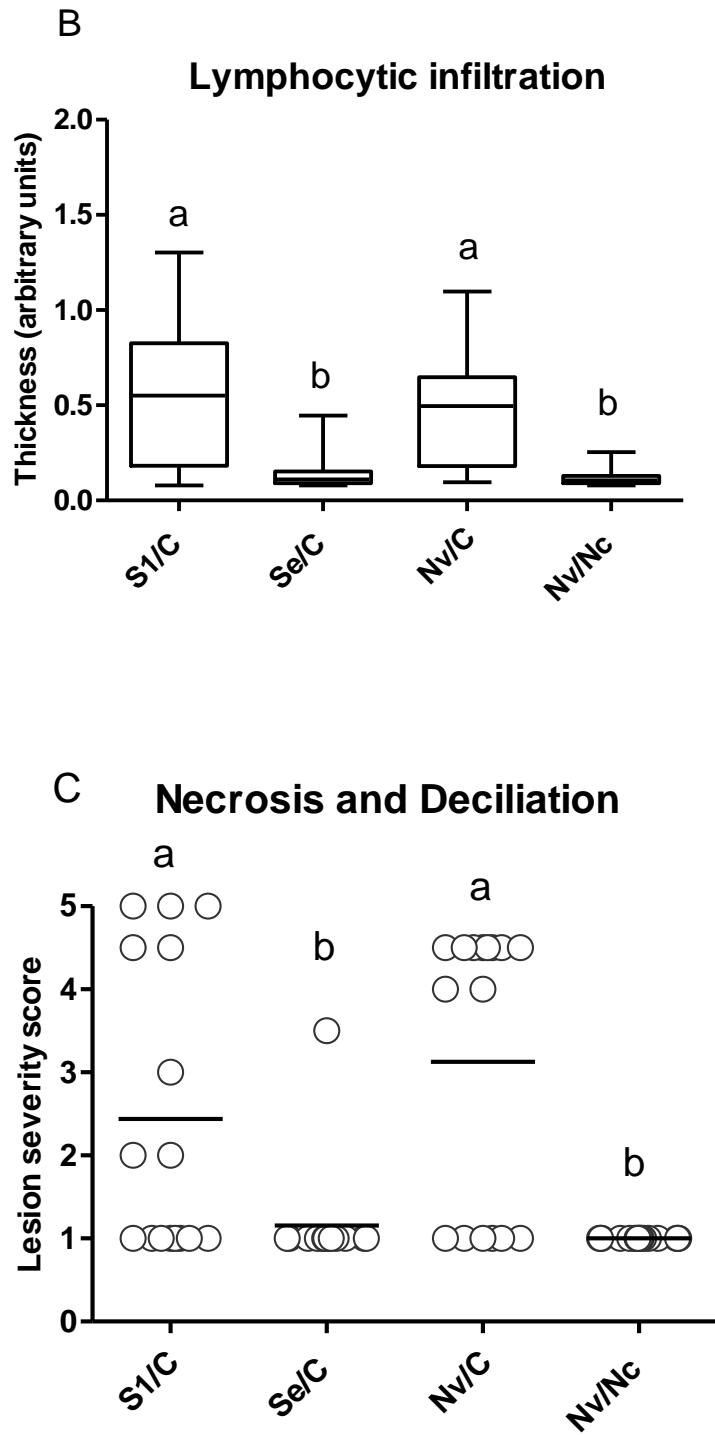 B
Lymphocytic infiltration
Thickness (arbitrary units)
2.0
1.5
1.0
0.5
0.0
a
b
a
b
S1/C
Se/C
Nv/C
Nv/Nc
C
Necrosis and Deciliation
Lesion severity score
5
4
3
2
1
0
a
b
a
b
S1/C
Se/C
Nv/C
Nv/Nc